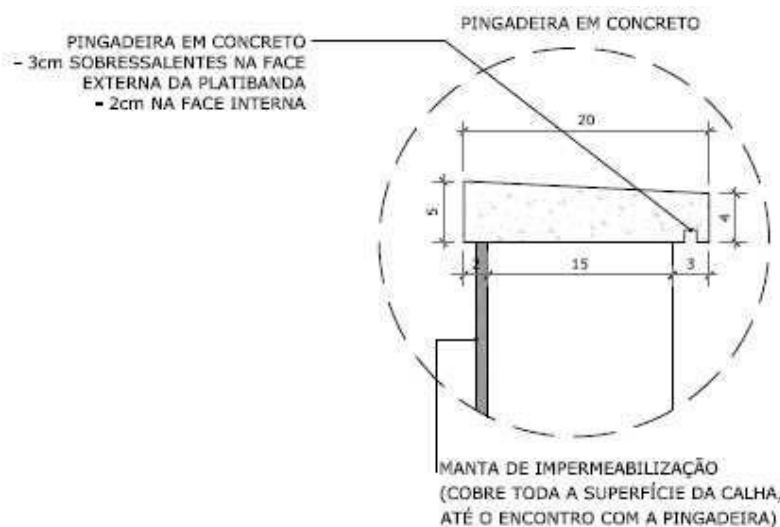 PINGADEIRA EM CONCRETO
- 3cm SOBRESSALENTES NA FACE
EXTERNA DA PLATIBANDA
- 2cm NA FACE INTERNA
PINGADEIRA EM CONCRETO
20
5
4
2
15
3
MANTA DE IMPERMEABILIZAÇÃO
(COBRE TODA A SUPERFÍCIE DA CALHA,
ATÉ O ENCONTRO COM A PINGADEIRA)